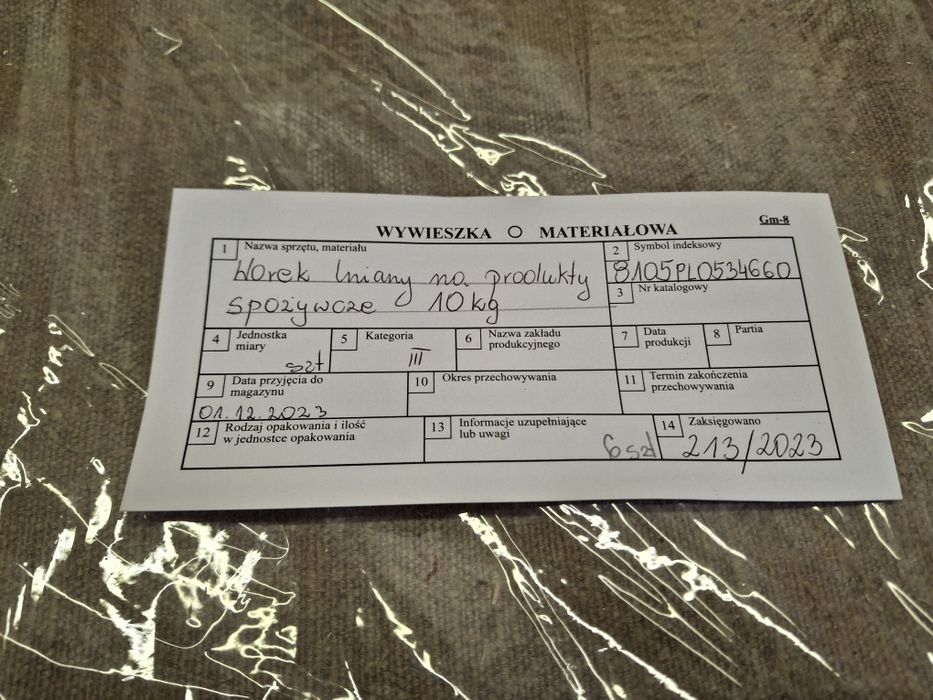 Gm-8
WYWIESZKA O MATERIAŁOWA
1 Nazwa sprzętu, materiału
Worek lniany na produkty
spożywcze 10kg
2 Symbol indeksowy
8105PL0534660
3 Nr katalogowy
4 Jednostka
miary
szt
5 Kategoria
III
6 Nazwa zakładu
produkcyjnego
7 Data
produkcji
8 Partia
9 Data przyjęcia do
magazynu
01.12.2023
10 Okres przechowywania
11 Termin zakończenia
przechowywania
12 Rodzaj opakowania i ilość
w jednostce opakowania
13 Informacje uzupełniające
lub uwagi
6 szt
14 Zaksięgowano
213/2023